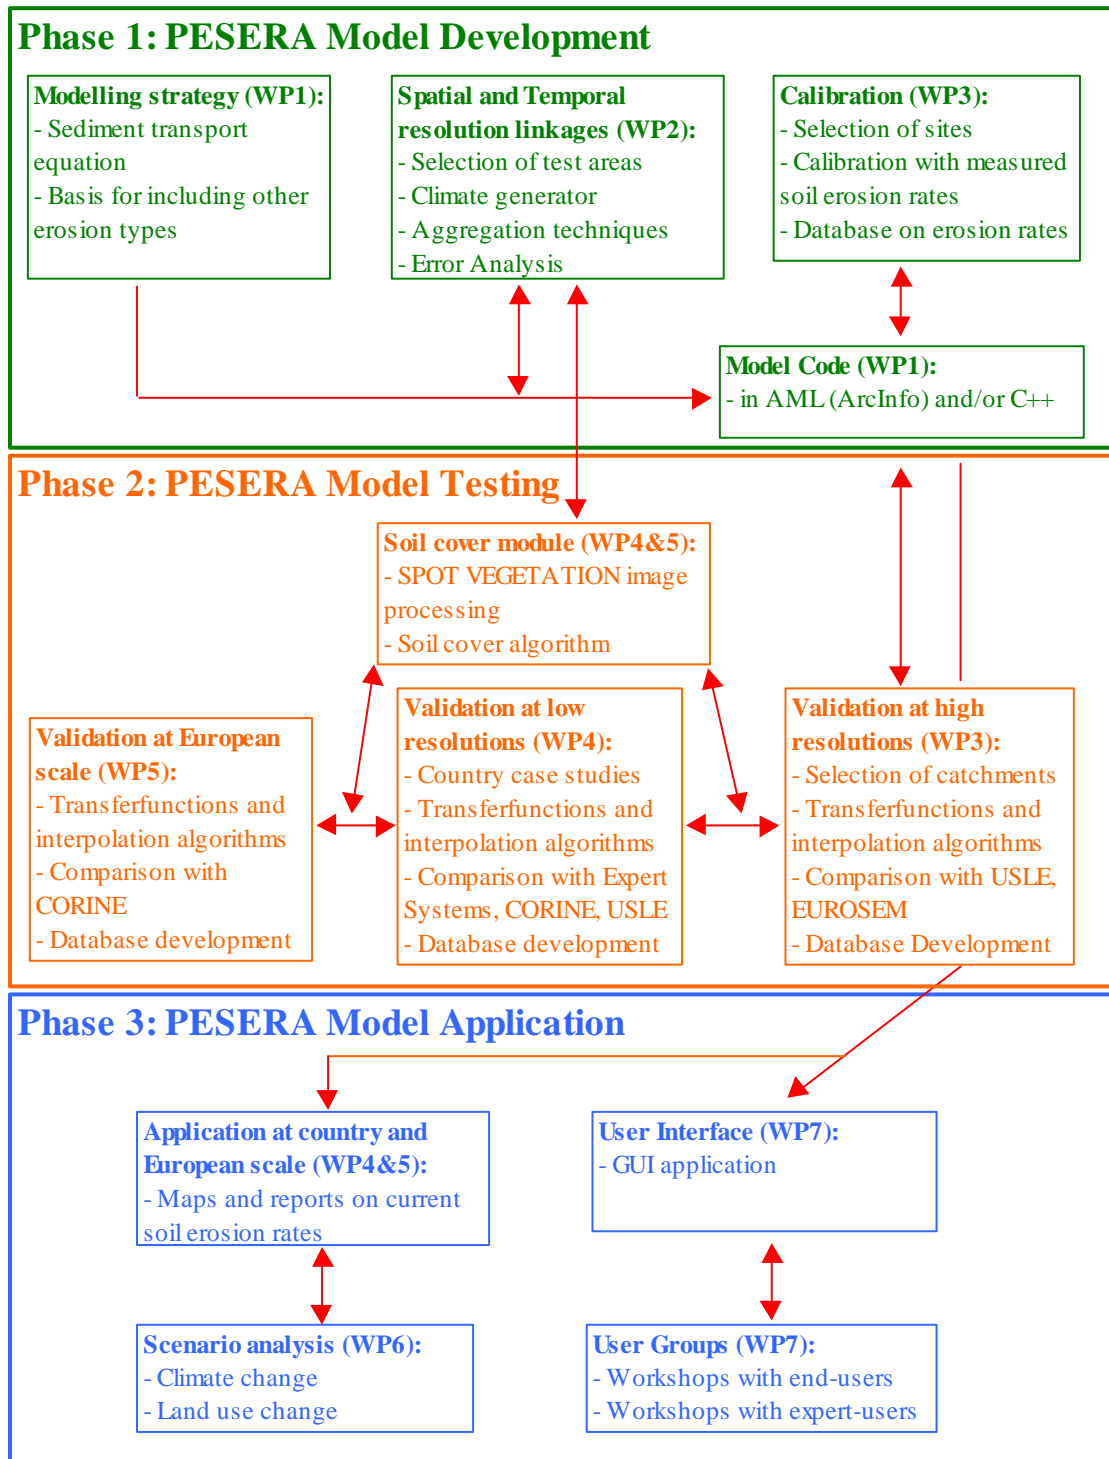 Phase 1: PESERA Model Development
Modelling strategy (WP1):
- Sediment transport
equation
- Basis for including other
erosion types
Spatial and Temporal
resolution linkages (WP2):
- Selection of test areas
- Climate generator
- Aggregation techniques
- Error Analysis
Calibration (WP3):
- Selection of sites
- Calibration with measured
soil erosion rates
- Database on erosion rates
Model Code (WP1):
- in AML (ArcInfo) and/or C++
Phase 2: PESERA Model Testing
Soil cover module (WP4&5):
- SPOT VEGETATION image
processing
- Soil cover algorithm
Validation at European
scale (WP5):
- Transferfunctions and
interpolation algorithms
- Comparison with
CORINE
- Database development
Validation at low
resolutions (WP4):
- Country case studies
- Transferfunctions and
interpolation algorithms
- Comparison with Expert
Systems, CORINE, USLE
- Database development
Validation at high
resolutions (WP3):
- Selection of catchments
- Transferfunctions and
interpolation algorithms
- Comparison with USLE,
EUROSEM
- Database Development
Phase 3: PESERA Model Application
Application at country and
European scale (WP4&5):
- Maps and reports on current
soil erosion rates
User Interface (WP7):
- GUI application
Scenario analysis (WP6):
- Climate change
- Land use change
User Groups (WP7):
- Workshops with end-users
- Workshops with expert-users